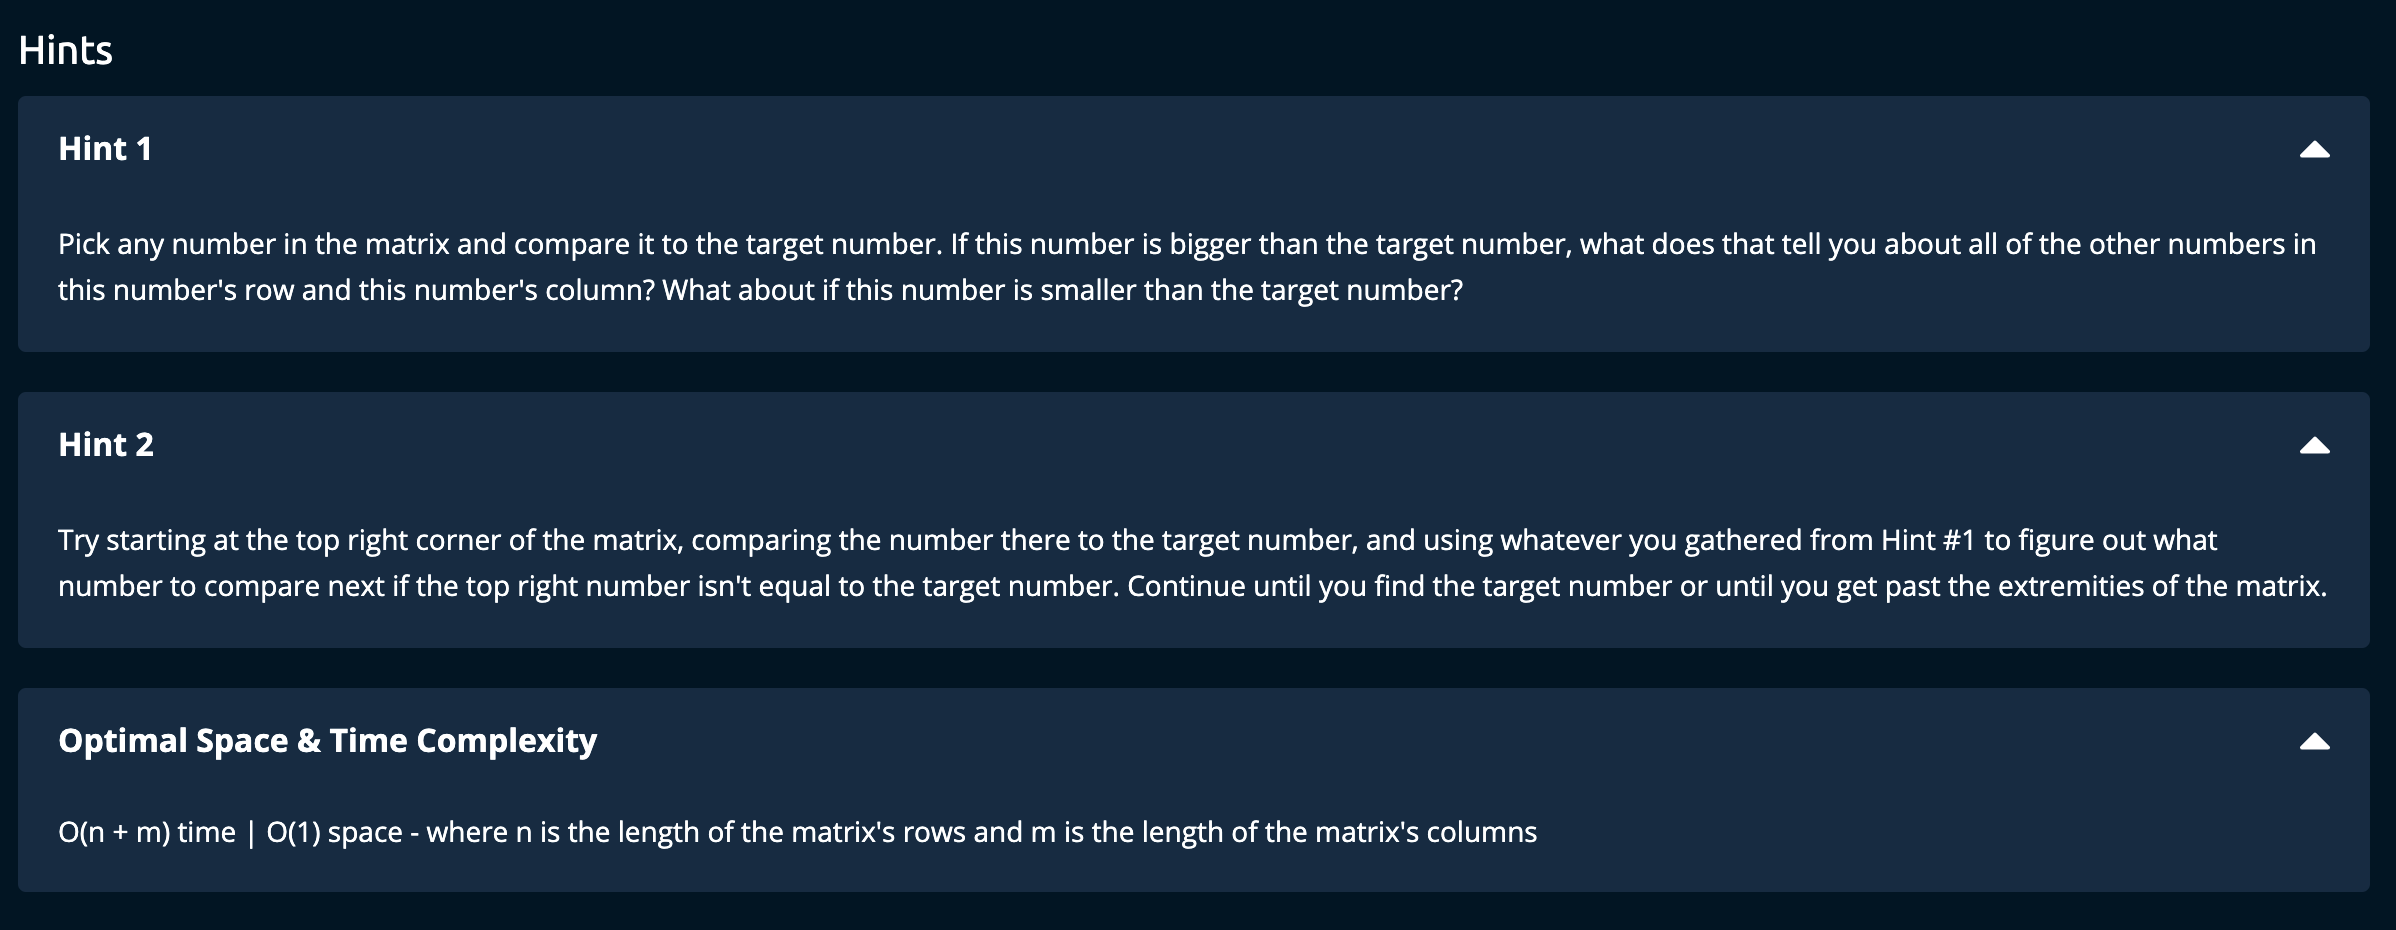 Hints
Hint 1
Pick any number in the matrix and compare it to the target number. If this number is bigger than the target number, what does that tell you about all of the other numbers in
this number's row and this number's column? What about if this number is smaller than the target number?
Hint 2
Try starting at the top right corner of the matrix, comparing the number there to the target number, and using whatever you gathered from Hint #1 to figure out what
number to compare next if the top right number isn't equal to the target number. Continue until you find the target number or until you get past the extremities of the matrix.
Optimal Space & Time Complexity
O(n + m) time | O(1) space - where n is the length of the matrix's rows and m is the length of the matrix's columns